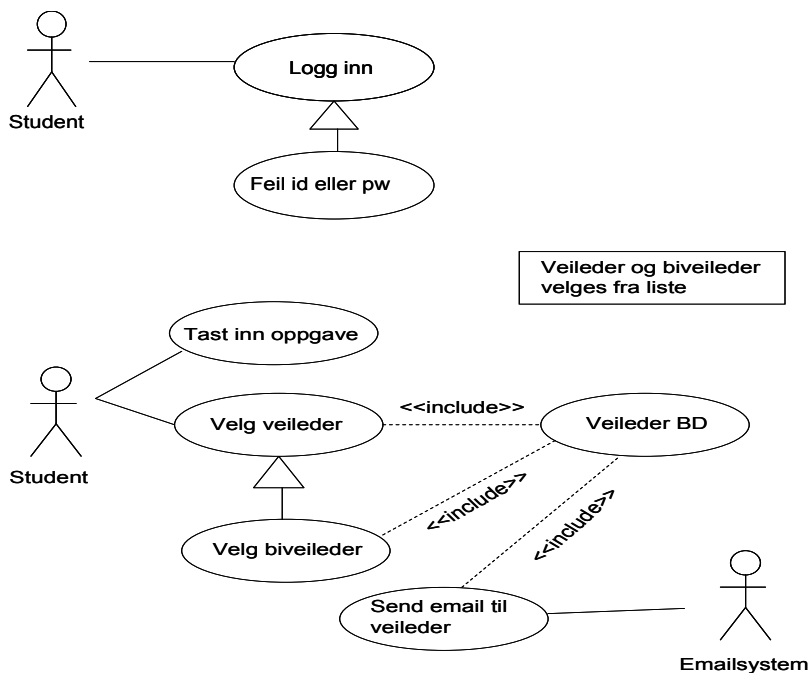 Logg inn
Student
Feil id eller pw
Veileder og biveileder
velges fra liste
Tast inn oppgave
Velg veileder
<<include>>
Veileder BD
Student
<<include>>
<<include>>
Velg biveileder
Send email til
veileder
Emailsystem